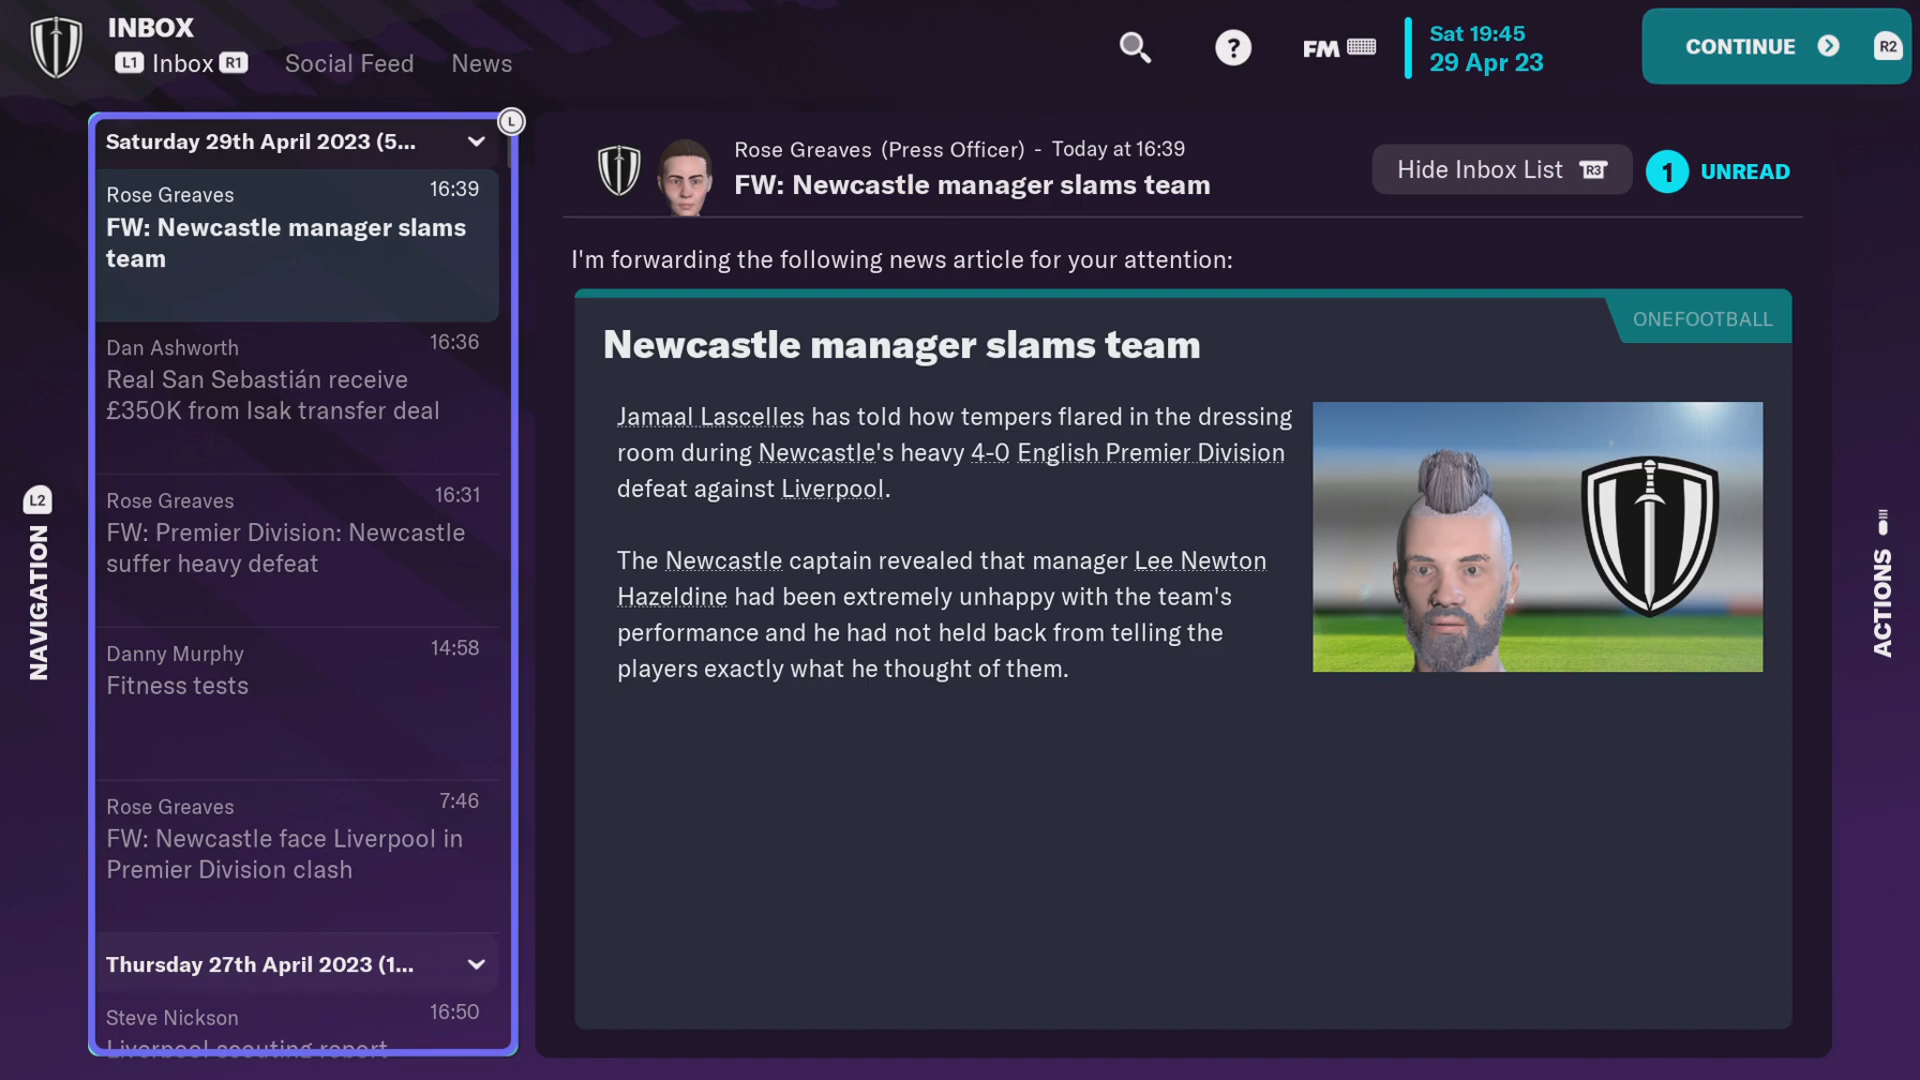 INBOX
L1 Inbox R1 Social Feed News
FM
Sat 19:45
29 Apr 23
CONTINUE R2
L
Saturday 29th April 2023 (5...
Rose Greaves 16:39
FW: Newcastle manager slams
team
Dan Ashworth 16:36
Real San Sebastián receive
£350K from Isak transfer deal
Rose Greaves 16:31
FW: Premier Division: Newcastle
suffer heavy defeat
Danny Murphy 14:58
Fitness tests
Rose Greaves 7:46
FW: Newcastle face Liverpool in
Premier Division clash
Thursday 27th April 2023 (1...
Steve Nickson 16:50
Liverpool scouting report
L2
NAVIGATION
Rose Greaves (Press Officer) - Today at 16:39
FW: Newcastle manager slams team
Hide Inbox List R3
1 UNREAD
I'm forwarding the following news article for your attention:
ONEFOOTBALL
Newcastle manager slams team
Jamaal Lascelles has told how tempers flared in the dressing
room during Newcastle's heavy 4-0 English Premier Division
defeat against Liverpool.
The Newcastle captain revealed that manager Lee Newton
Hazeldine had been extremely unhappy with the team's
performance and he had not held back from telling the
players exactly what he thought of them.
ACTIONS